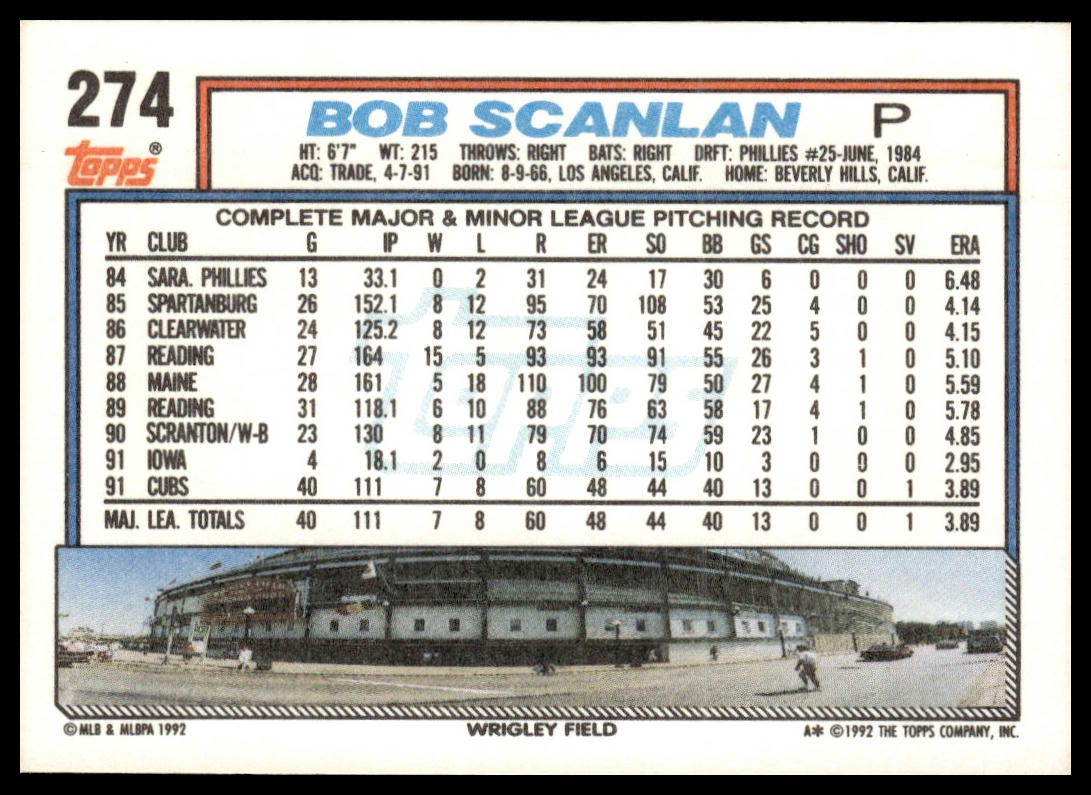 274
Topps®
BOB SCANLAN P
HT: 6'7" WT: 215 THROWS: RIGHT BATS: RIGHT DRFT: PHILLIES #25-JUNE, 1984
ACQ: TRADE, 4-7-91 BORN: 8-9-66, LOS ANGELES, CALIF. HOME: BEVERLY HILLS, CALIF.
COMPLETE MAJOR & MINOR LEAGUE PITCHING RECORD
YR CLUB G IP W L R ER SO BB GS CG SHO SV ERA
84 SARA. PHILLIES 13 33.1 0 2 31 24 17 30 6 0 0 0 6.48
85 SPARTANBURG 26 152.1 8 12 95 70 108 53 25 4 0 0 4.14
86 CLEARWATER 24 125.2 8 12 73 58 51 45 22 5 0 0 4.15
87 READING 27 164 15 5 93 93 91 55 26 3 1 0 5.10
88 MAINE 28 161 5 18 110 100 79 50 27 4 1 0 5.59
89 READING 31 118.1 6 10 88 76 63 58 17 4 1 0 5.78
90 SCRANTON/W-B 23 130 8 11 79 70 74 59 23 1 0 0 4.85
91 IOWA 4 18.1 2 0 8 6 15 10 3 0 0 0 2.95
91 CUBS 40 111 7 8 60 48 44 40 13 0 0 1 3.89
MAJ. LEA. TOTALS 40 111 7 8 60 48 44 40 13 0 0 1 3.89
Topps
© MLB & MLBPA 1992 WRIGLEY FIELD A* © 1992 THE TOPPS COMPANY, INC.